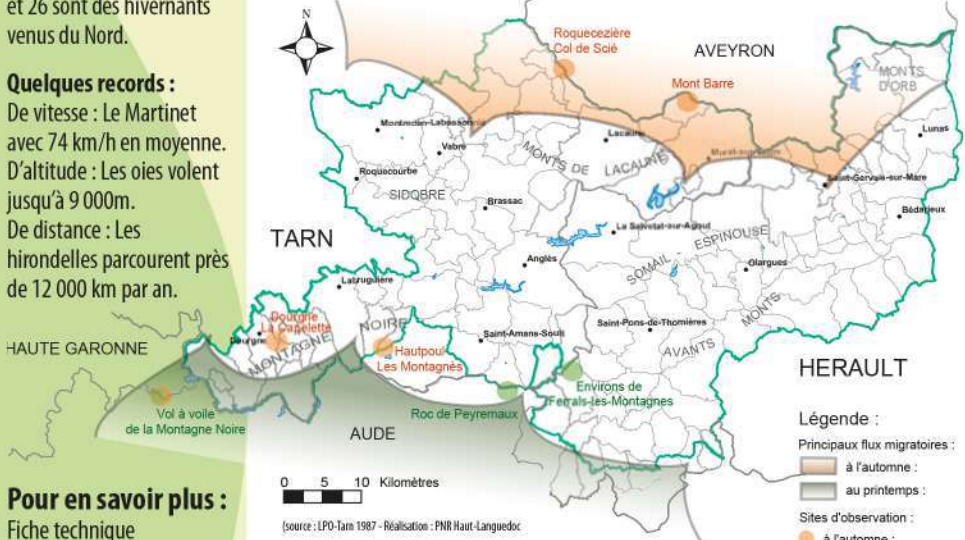 et 26 sont des hivernants
venus du Nord.
Quelques records :
De vitesse : Le Martinet
avec 74 km/h en moyenne.
D'altitude : Les oies volent
jusqu'à 9 000m.
De distance : Les
hirondelles parcourent près
de 12 000 km par an.
Pour en savoir plus :
Fiche technique
N
Roquecezière
Col de Scié
AVEYRON
Mont Barre
MONTS
D'ORB
Montredon-Labessonnié
Vabre
Lacaune
Lunas
MONTS DE LACAUNE
Murat-sur-Vèbre
Roquecourbe
Saint-Gervais-sur-Mare
SIDOBRE
Brassac
Bédarieux
TARN
La Salvetat-sur-Agout
ESPINOUSE
Anglès
SOMAIL
Olargues
Labruguière
MONTS
Dourgne
La Capelette
NOIRE
Saint-Amans-Soult
Saint-Pons-de-Thomières
HAUTE GARONNE
Dourgne
MONTAGNE
Hautpoul
Les Montagnès
AVANTS
HERAULT
Environs de
Ferrals-les-Montagnes
Vol à voile
de la Montagne Noire
Roc de Peyremaux
AUDE
Légende :
Principaux flux migratoires :
à l'automne :
au printemps :
Sites d'observation :
à l'automne :
0 5 10 Kilomètres
(source : LPO-Tarn 1987 - Réalisation : PNR Haut-Languedoc